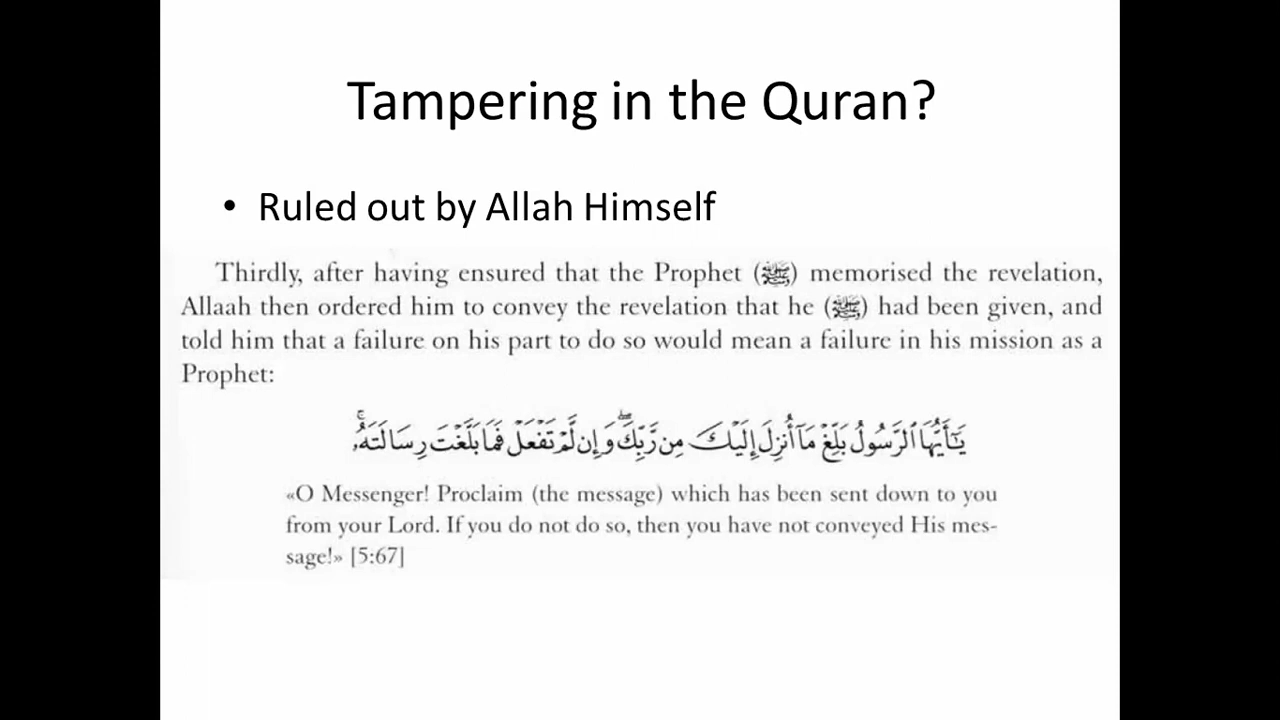 Tampering in the Quran?
• Ruled out by Allah Himself
Thirdly, after having ensured that the Prophet (ﷺ) memorised the revelation,
Allaah then ordered him to convey the revelation that he (ﷺ) had been given, and
told him that a failure on his part to do so would mean a failure in his mission as a
Prophet:
يَٰٓأَيُّهَا ٱلرَّسُولُ بَلِّغْ مَآ أُنزِلَ إِلَيْكَ مِن رَّبِّكَ ۖ وَإِن لَّمْ تَفْعَلْ فَمَا بَلَّغْتَ رِسَالَتَهُۥ ۚ
«O Messenger! Proclaim (the message) which has been sent down to you
from your Lord. If you do not do so, then you have not conveyed His mes-
sage!» [5:67]